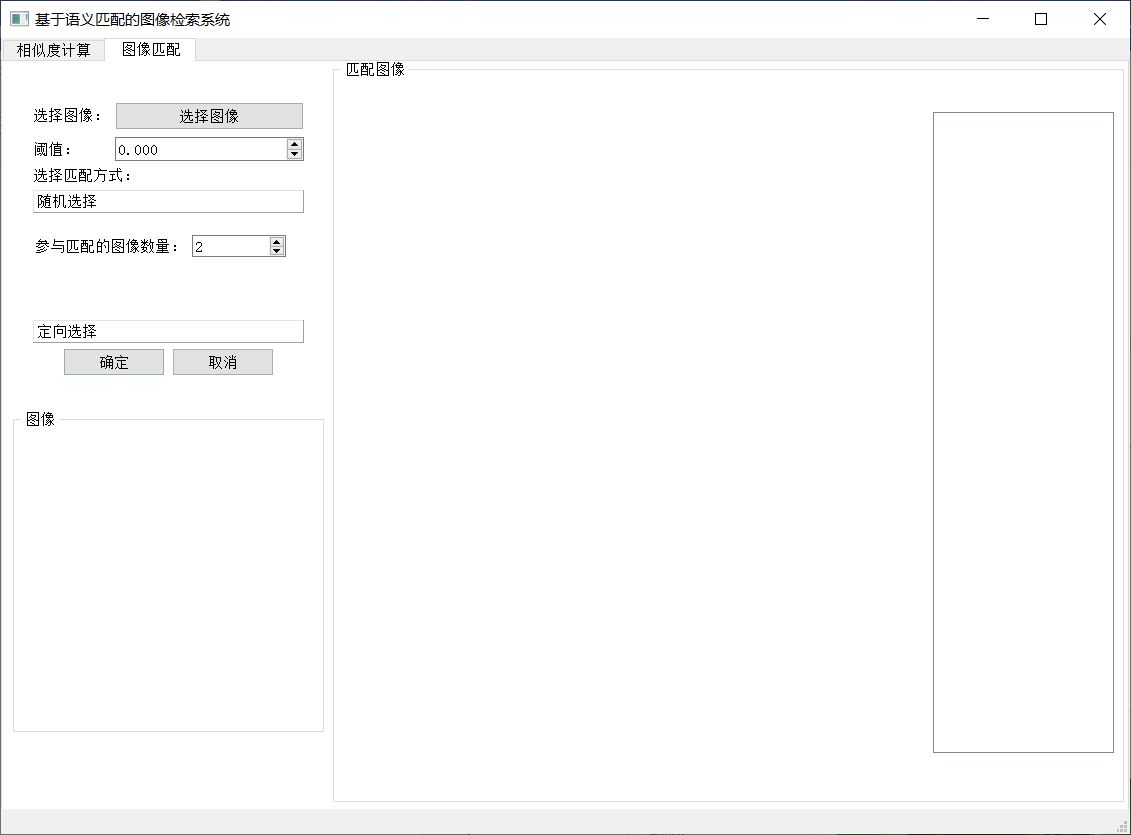 基于语义匹配的图像检索系统
相似度计算 图像匹配
选择图像： 选择图像
阈值： 0.000
选择匹配方式：
随机选择
参与匹配的图像数量： 2
定向选择
确定 取消
图像
匹配图像